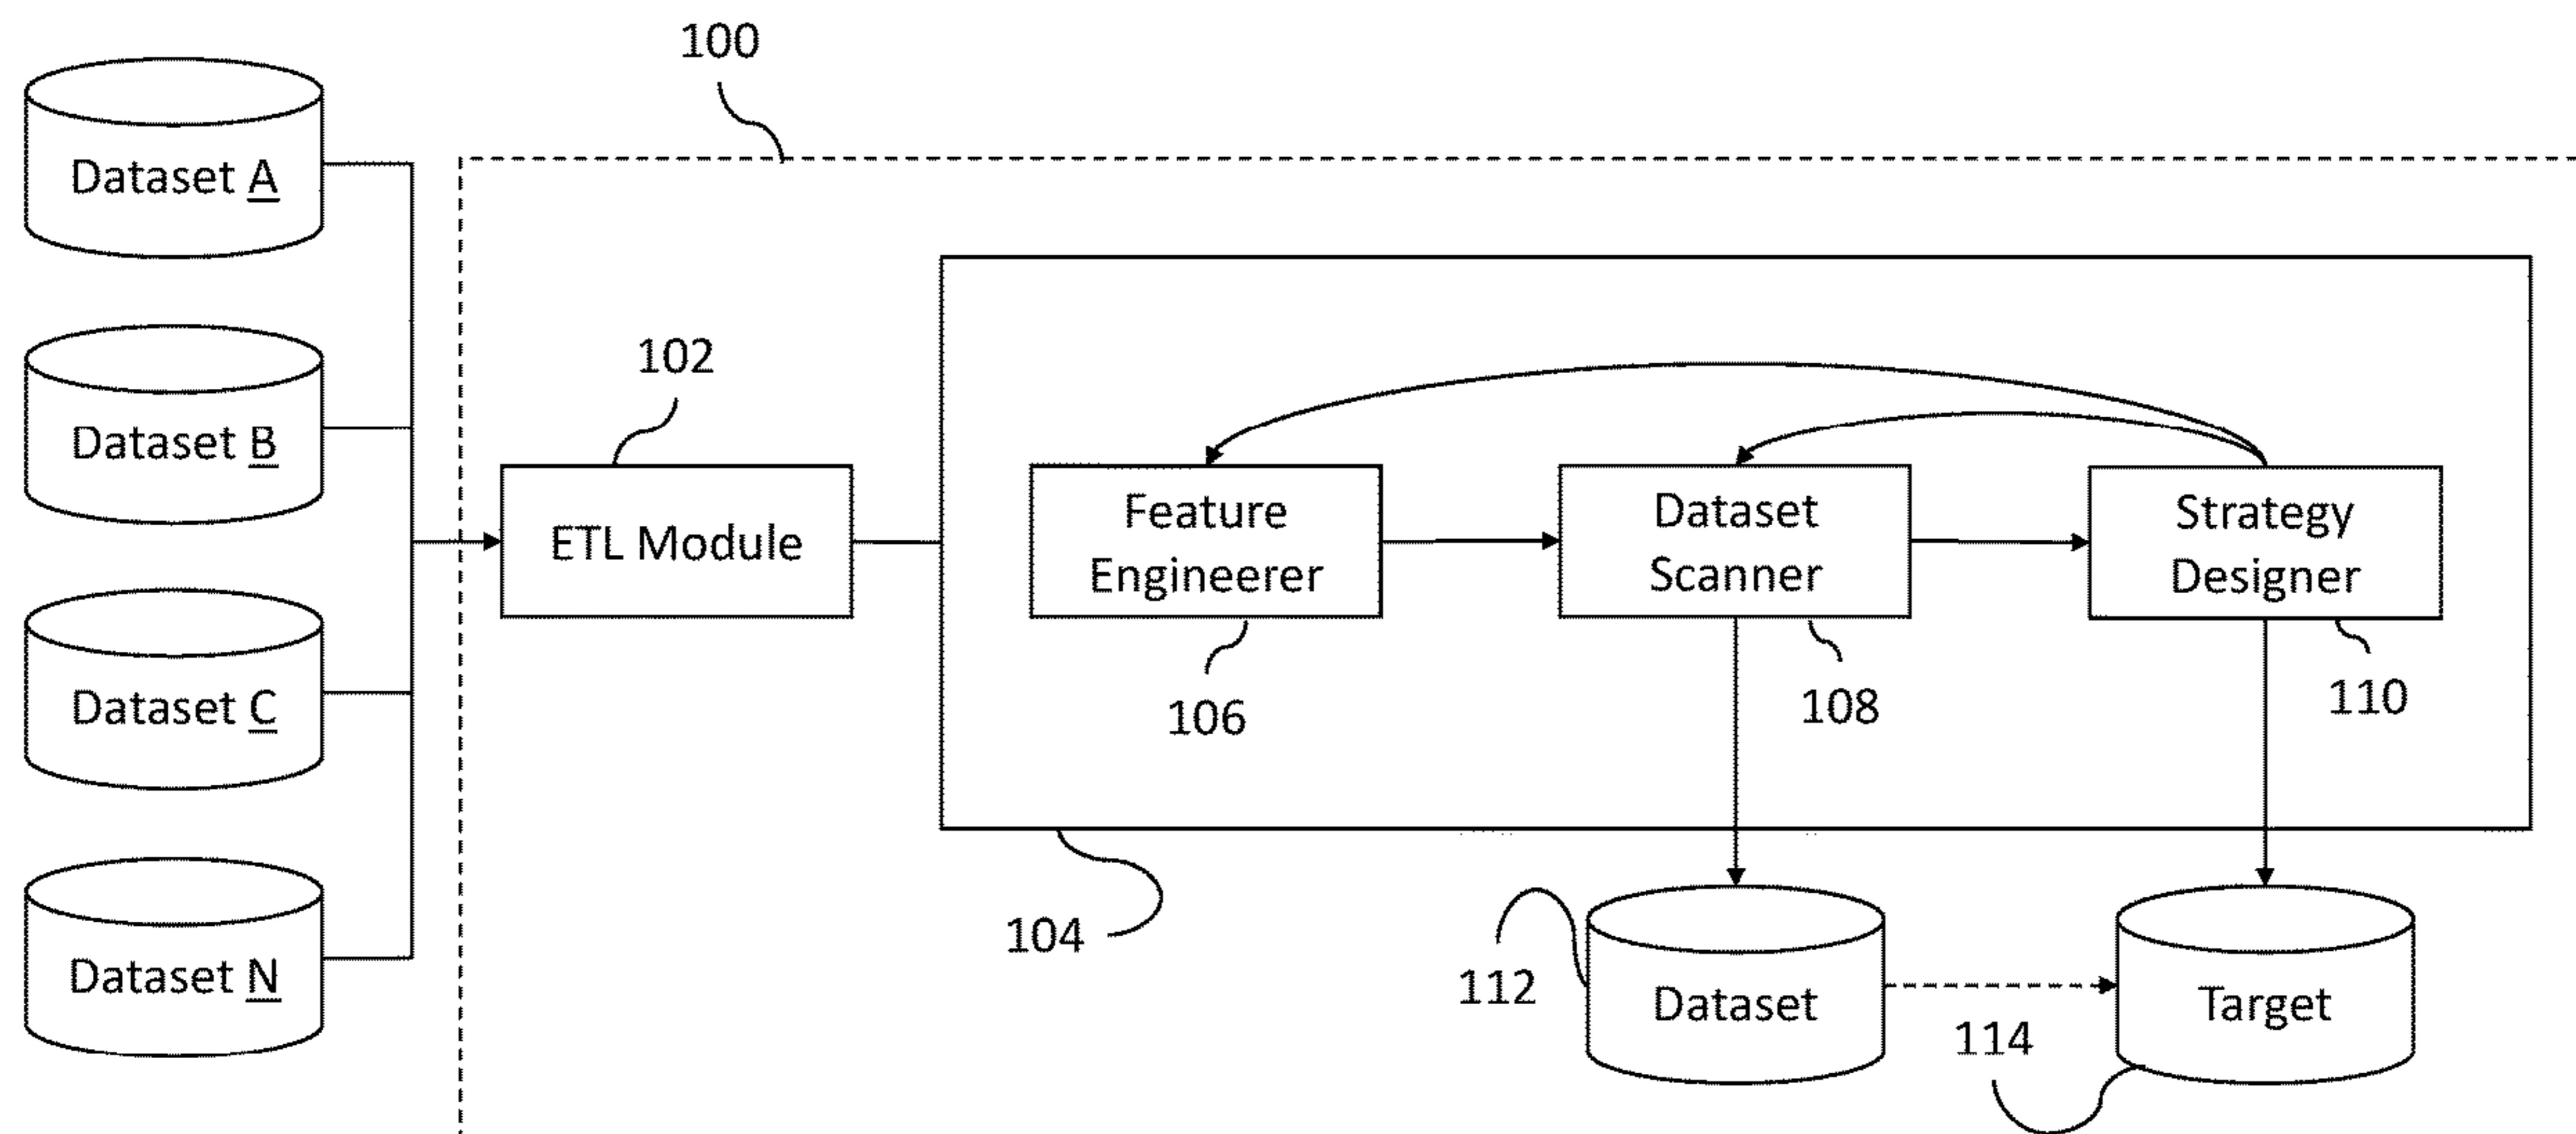 100
Dataset A
102
Dataset B
ETL Module
Feature
Engineerer
Dataset
Scanner
Strategy
Designer
106
108
110
Dataset C
104
Dataset N
112
Dataset
114
Target